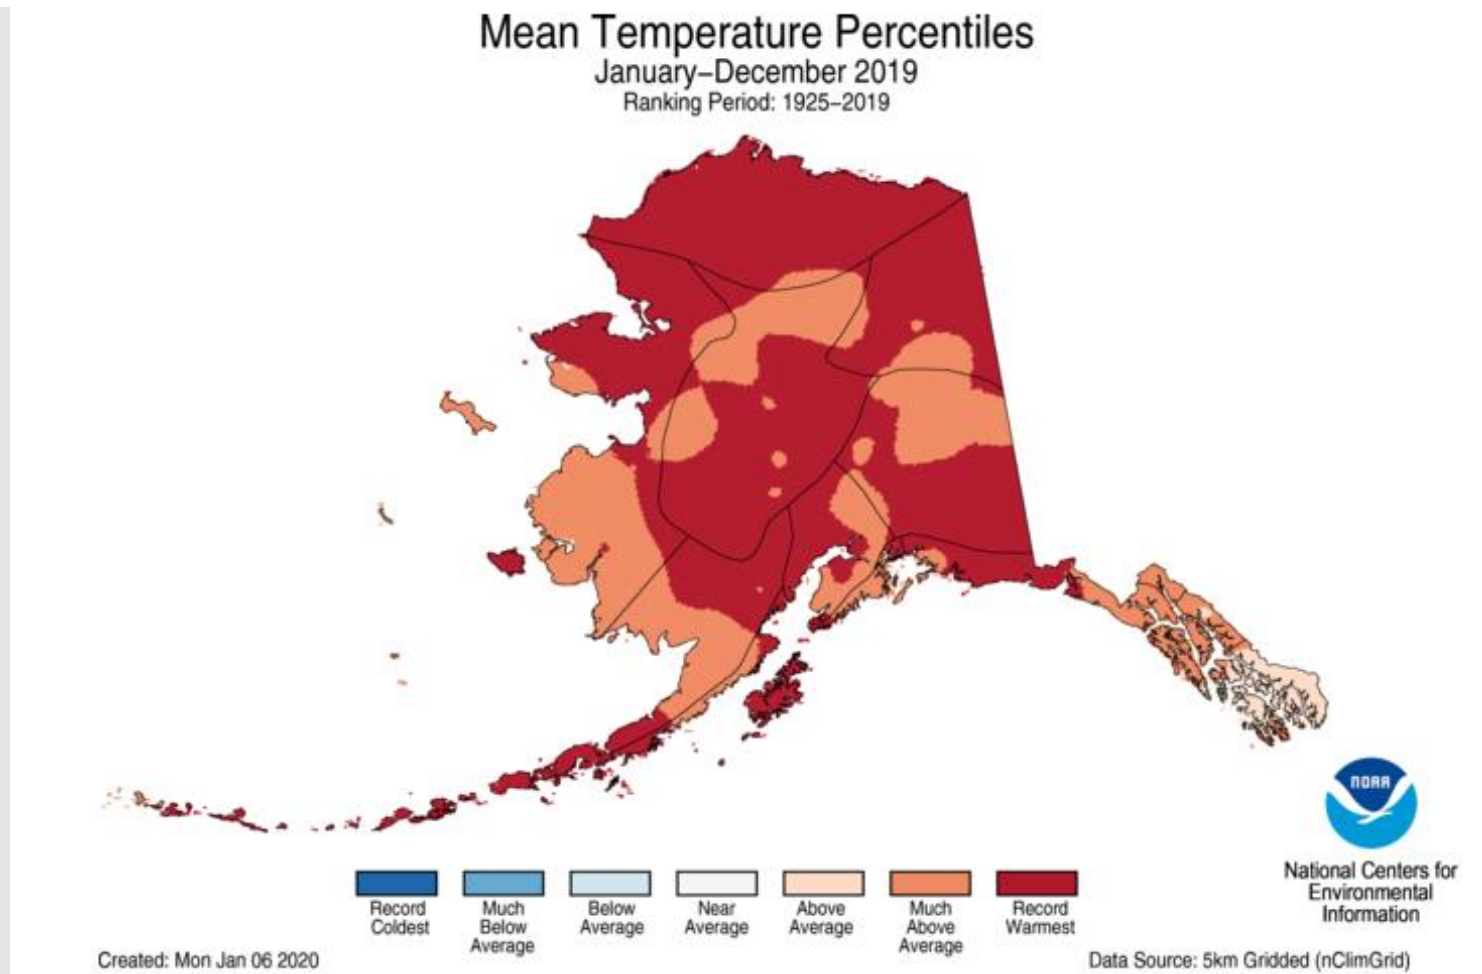 Mean Temperature Percentiles
January–December 2019
Ranking Period: 1925–2019
NOAA
National Centers for
Environmental
Information
Record
Coldest
Much
Below
Average
Below
Average
Near
Average
Above
Average
Much
Above
Average
Record
Warmest
Created: Mon Jan 06 2020
Data Source: 5km Gridded (nClimGrid)